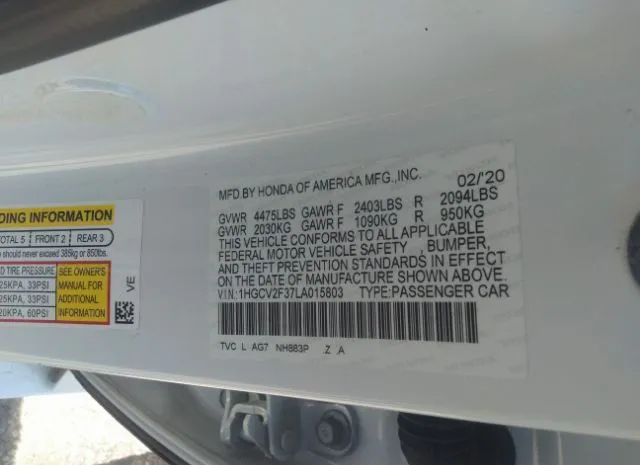 DING INFORMATION
TOTAL 5 FRONT 2 REAR 3
should never exceed 385kg or 850lbs.
TIRE PRESSURE
25KPA, 33PSI
25KPA, 33PSI
20KPA, 60PSI
SEE OWNER'S
MANUAL FOR
ADDITIONAL
INFORMATION
VE
MFD.BY HONDA OF AMERICA MFG.,INC. 02/'20
GVWR 4475LBS GAWR F 2403LBS R 2094LBS
GVWR 2030KG GAWR F 1090KG R 950KG
THIS VEHICLE CONFORMS TO ALL APPLICABLE
FEDERAL MOTOR VEHICLE SAFETY , BUMPER,
AND THEFT PREVENTION STANDARDS IN EFFECT
ON THE DATE OF MANUFACTURE SHOWN ABOVE.
V.I.N.:1HGCV2F37LA015803 TYPE:PASSENGER CAR
TVC L AG7 NH883P Z A